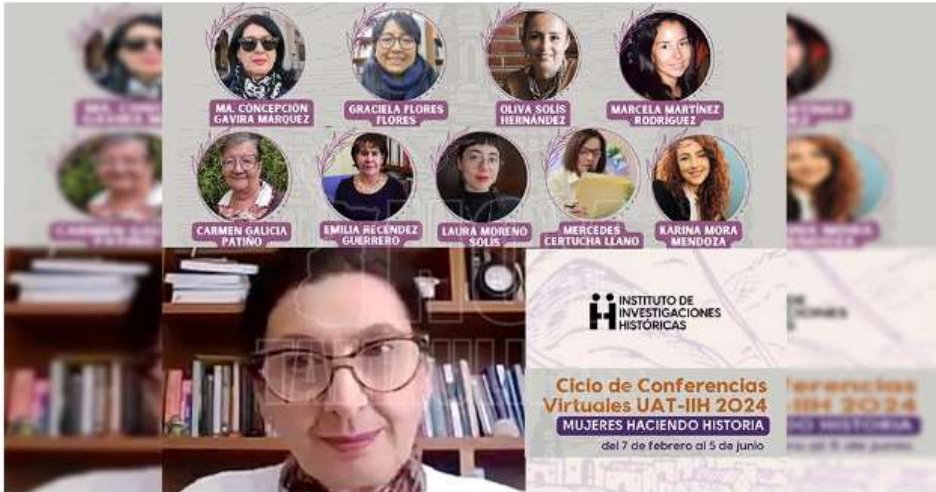 MA. CONCEPCIÓN
GAVIRA MÁRQUEZ
GRACIELA FLORES
FLORES
OLIVA SOLÍS
HERNÁNDEZ
MARCELA MARTÍNEZ
RODRÍGUEZ
CARMEN GALICIA
PATIÑO
EMILIA RECÉNDEZ
GUERRERO
LAURA MORENO
SOLÍS
MERCEDES
CERTUCHA LLANO
KARINA MORA
MENDOZA
INSTITUTO DE
INVESTIGACIONES
HISTÓRICAS
Ciclo de Conferencias
Virtuales UAT-IIH 2024
MUJERES HACIENDO HISTORIA
del 7 de febrero al 5 de junio